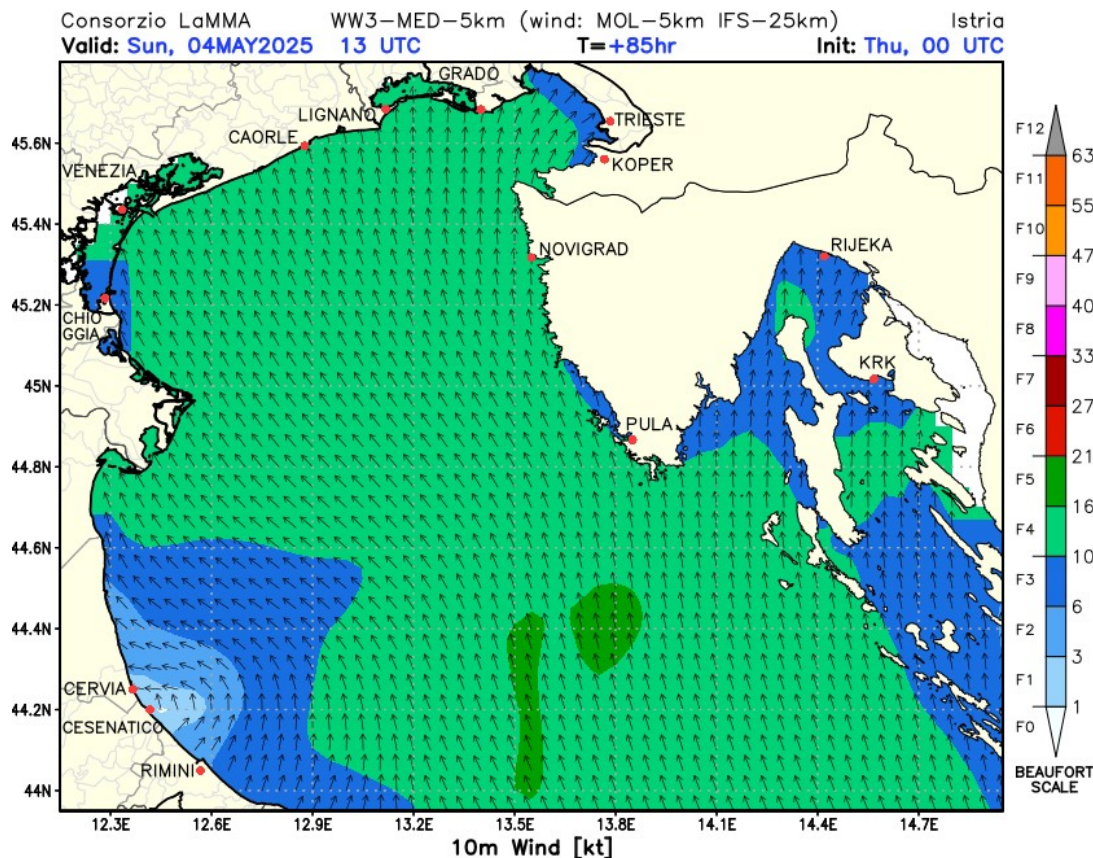 Consorzio LaMMA WW3-MED-5km (wind: MOL-5km IFS-25km) Istria
Valid: Sun, 04MAY2025 13 UTC T=+85hr Init: Thu, 00 UTC
GRADO
LIGNANO
TRIESTE
CAORLE
KOPER
VENEZIA
NOVIGRAD
RIJEKA
CHIO
GGIA
KRK
PULA
CERVIA
CESENATICO
RIMINI
45.6N
45.4N
45.2N
45N
44.8N
44.6N
44.4N
44.2N
44N
12.3E 12.6E 12.9E 13.2E 13.5E 13.8E 14.1E 14.4E 14.7E
10m Wind [kt]
F12
63
F11
55
F10
47
F9
40
F8
33
F7
27
F6
21
F5
16
F4
10
F3
6
F2
3
F1
1
F0
BEAUFORT
SCALE